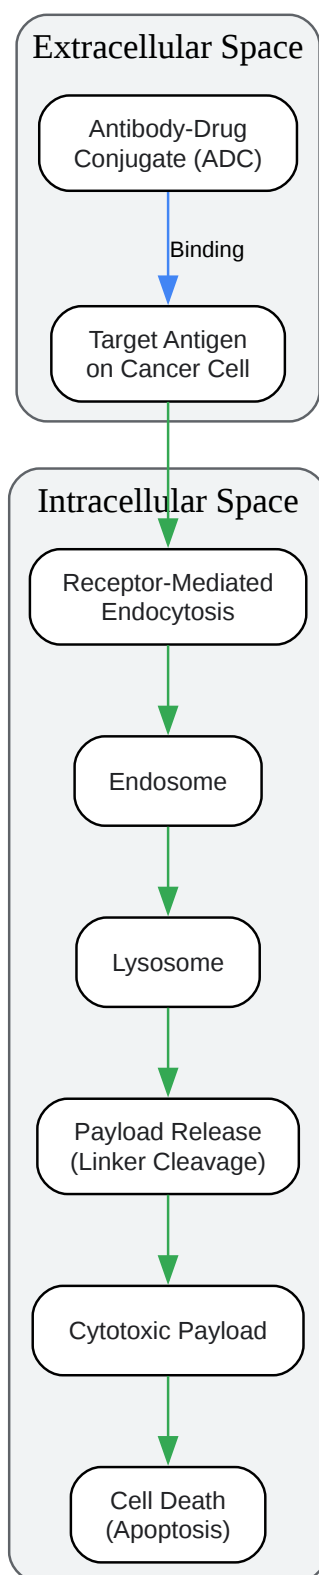 Extracellular Space
Antibody-Drug
Conjugate (ADC)
Binding
Target Antigen
on Cancer Cell
Intracellular Space
Receptor-Mediated
Endocytosis
Endosome
Lysosome
Payload Release
(Linker Cleavage)
Cytotoxic Payload
Cell Death
(Apoptosis)